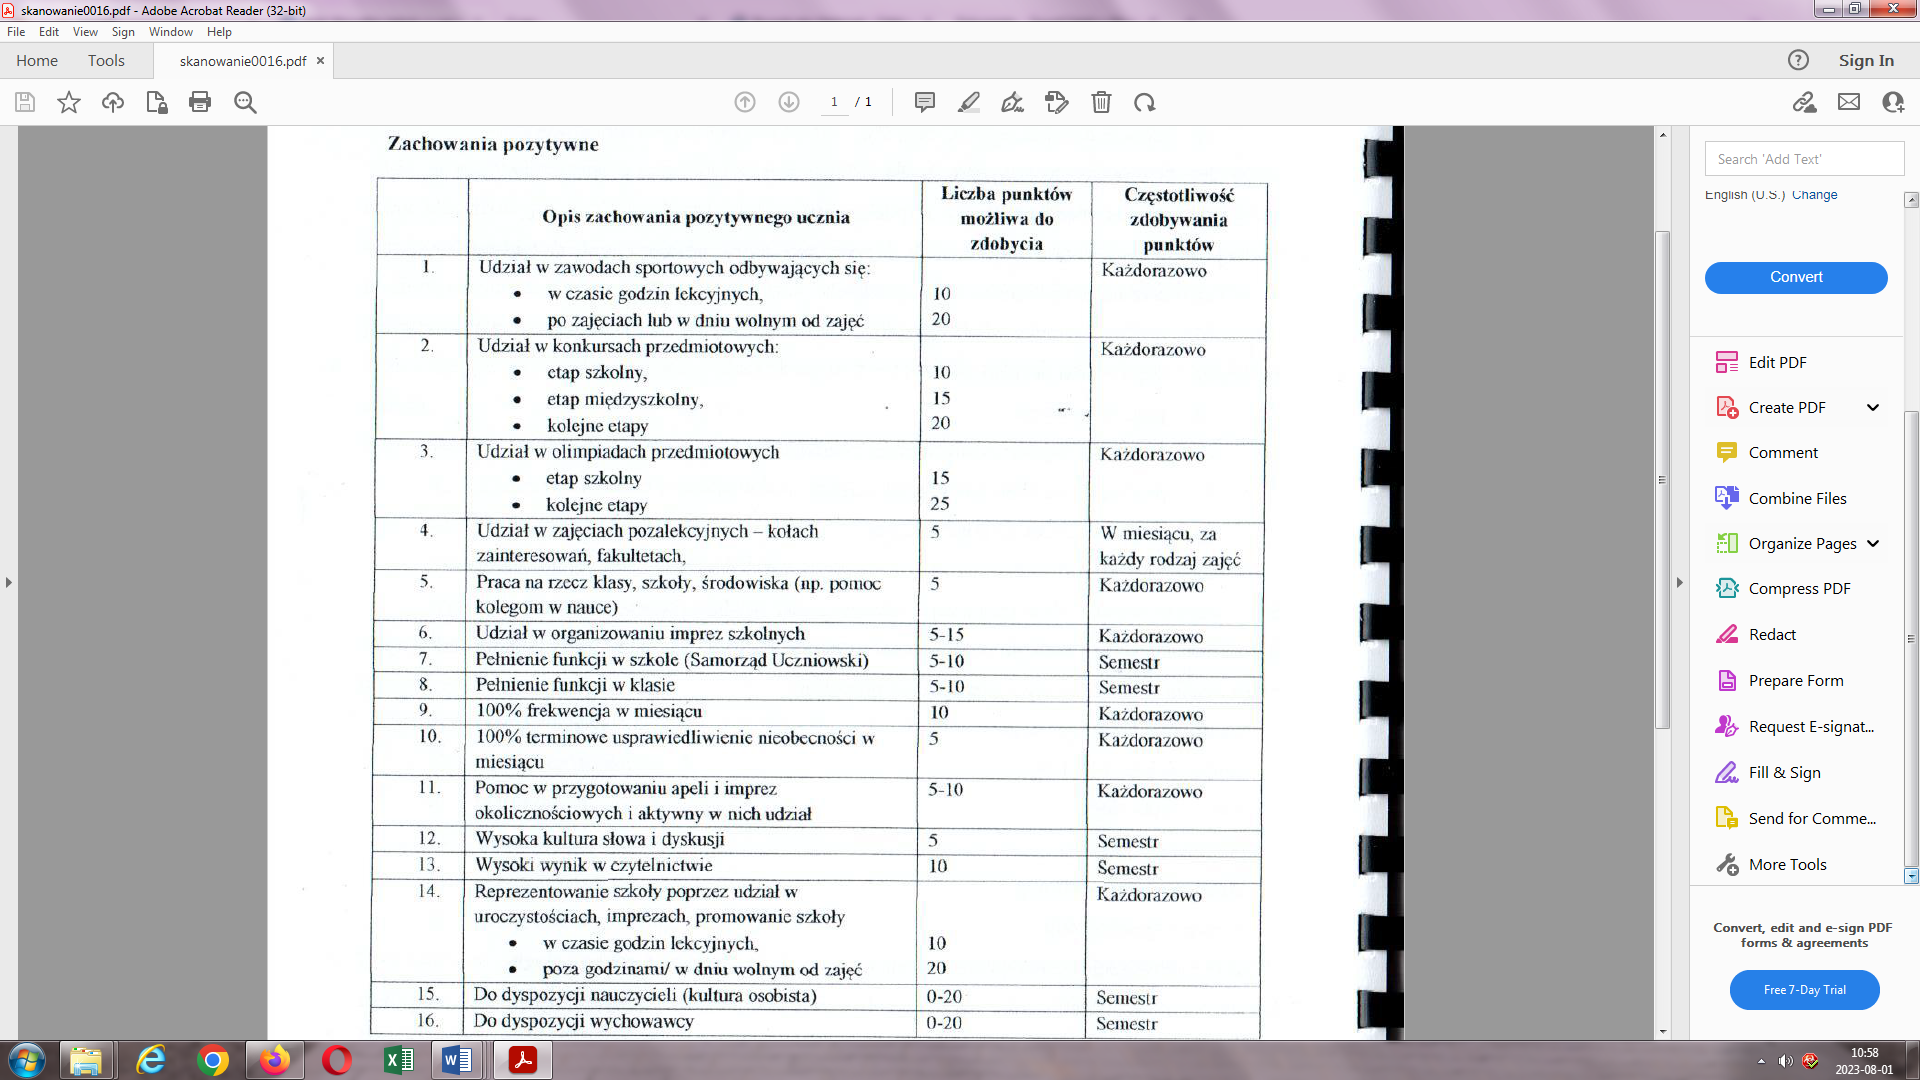 skanowanie0016.pdf - Adobe Acrobat Reader (32-bit)
File Edit View Sign Window Help
Home Tools skanowanie0016.pdf × Sign In
1 / 1
Search 'Add Text'
English (U.S.) Change
Convert
Edit PDF
Create PDF
Comment
Combine Files
Organize Pages
Compress PDF
Redact
Prepare Form
Request E-signat...
Fill & Sign
Send for Comme...
More Tools
Convert, edit and e-sign PDF
forms & agreements
Free 7-Day Trial
Zachowania pozytywne
Opis zachowania pozytywnego ucznia
Liczba punktów
możliwa do
zdobycia
Częstotliwość
zdobywania
punktów
1. Udział w zawodach sportowych odbywających się: Każdorazowo
• w czasie godzin lekcyjnych, 10
• po zajęciach lub w dniu wolnym od zajęć 20
2. Udział w konkursach przedmiotowych: Każdorazowo
• etap szkolny, 10
• etap międzyszkolny, 15
• kolejne etapy 20
3. Udział w olimpiadach przedmiotowych Każdorazowo
• etap szkolny 15
• kolejne etapy 25
4. Udział w zajęciach pozalekcyjnych – kołach 5 W miesiącu, za
zainteresowań, fakultetach, każdy rodzaj zajęć
5. Praca na rzecz klasy, szkoły, środowiska (np. pomoc 5 Każdorazowo
kolegom w nauce)
6. Udział w organizowaniu imprez szkolnych 5-15 Każdorazowo
7. Pełnienie funkcji w szkole (Samorząd Uczniowski) 5-10 Semestr
8. Pełnienie funkcji w klasie 5-10 Semestr
9. 100% frekwencja w miesiącu 10 Każdorazowo
10. 100% terminowe usprawiedliwienie nieobecności w 5 Każdorazowo
miesiącu
11. Pomoc w przygotowaniu apeli i imprez 5-10 Każdorazowo
okolicznościowych i aktywny w nich udział
12. Wysoka kultura słowa i dyskusji 5 Semestr
13. Wysoki wynik w czytelnictwie 10 Semestr
14. Reprezentowanie szkoły poprzez udział w Każdorazowo
uroczystościach, imprezach, promowanie szkoły
• w czasie godzin lekcyjnych, 10
• poza godzinami/ w dniu wolnym od zajęć 20
15. Do dyspozycji nauczycieli (kultura osobista) 0-20 Semestr
16. Do dyspozycji wychowawcy 0-20 Semestr
10:58
2023-08-01